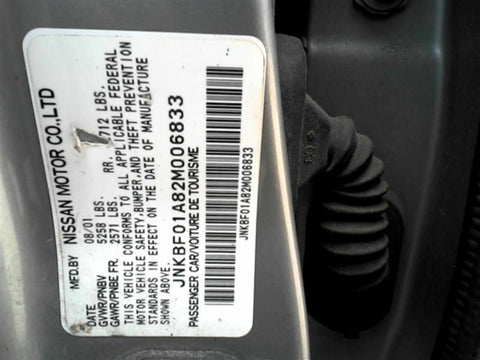 MFD.BY NISSAN MOTOR CO.,LTD
DATE 08/01
GVWR/PNBV 5258 LBS.
GAWR/PNBE FR. 2571 LBS. RR. 2712 LBS.
THIS VEHICLE CONFORMS TO ALL APPLICABLE FEDERAL
MOTOR VEHICLE SAFETY,BUMPER,AND THEFT PREVENTION
STANDARDS IN EFFECT ON THE DATE OF MANUFACTURE
SHOWN ABOVE.
JNKBF01A82M006833
PASSENGER CAR/VOITURE DE TOURISME
JNKBF01A82M006833